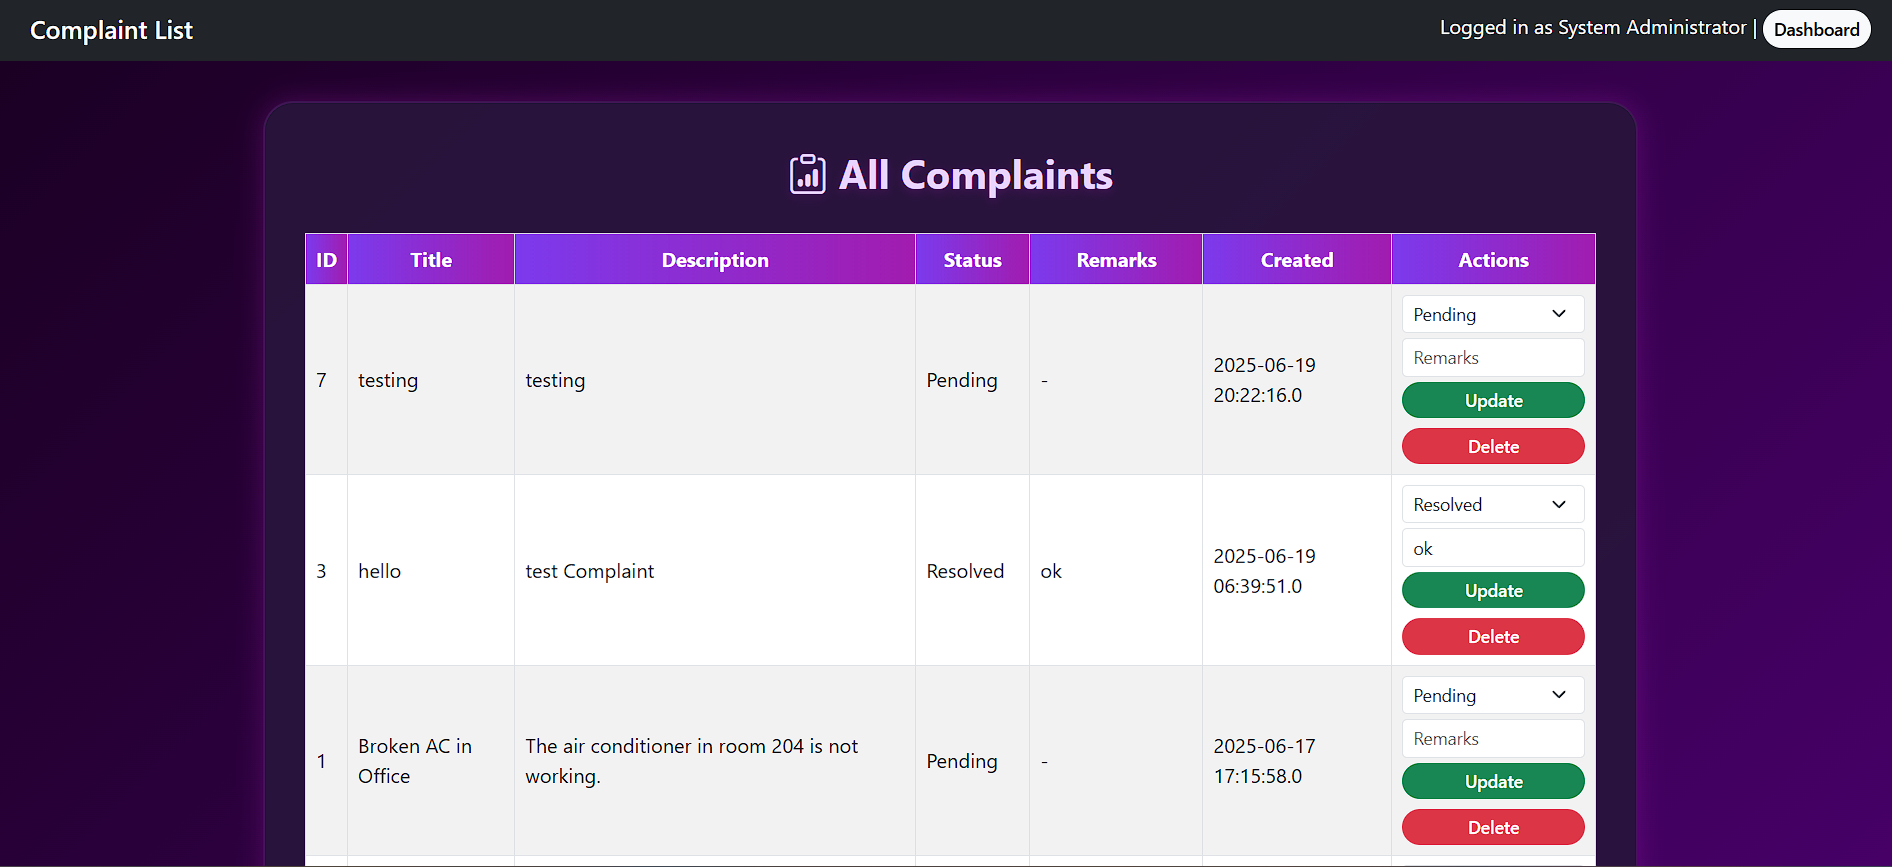 Complaint List
Logged in as System Administrator | Dashboard
All Complaints
ID Title Description Status Remarks Created Actions
7 testing testing Pending - 2025-06-19
20:22:16.0
Pending
Remarks
Update
Delete
3 hello test Complaint Resolved ok 2025-06-19
06:39:51.0
Resolved
ok
Update
Delete
1 Broken AC in
Office
The air conditioner in room 204 is not
working.
Pending - 2025-06-17
17:15:58.0
Pending
Remarks
Update
Delete